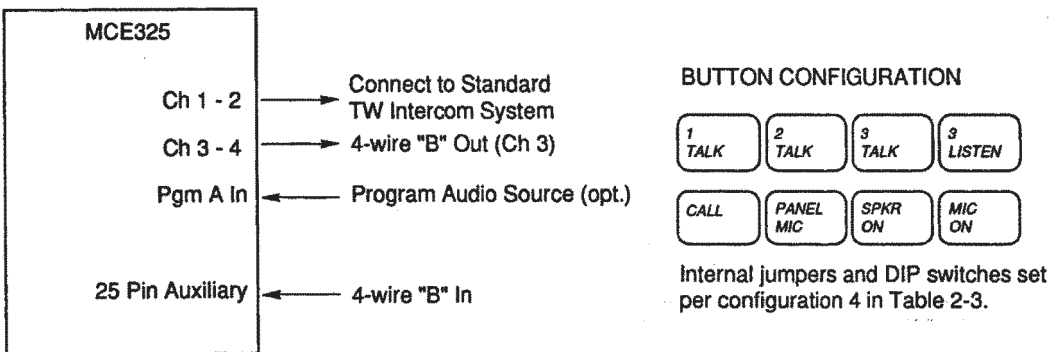 MCE325
Ch 1 - 2
Connect to Standard
TW Intercom System
Ch 3 - 4
4-wire "B" Out (Ch 3)
Pgm A In
Program Audio Source (opt.)
25 Pin Auxiliary
4-wire "B" In
BUTTON CONFIGURATION
1 TALK
2 TALK
3 TALK
3 LISTEN
CALL
PANEL MIC
SPKR ON
MIC ON
Internal jumpers and DIP switches set
per configuration 4 in Table 2-3.